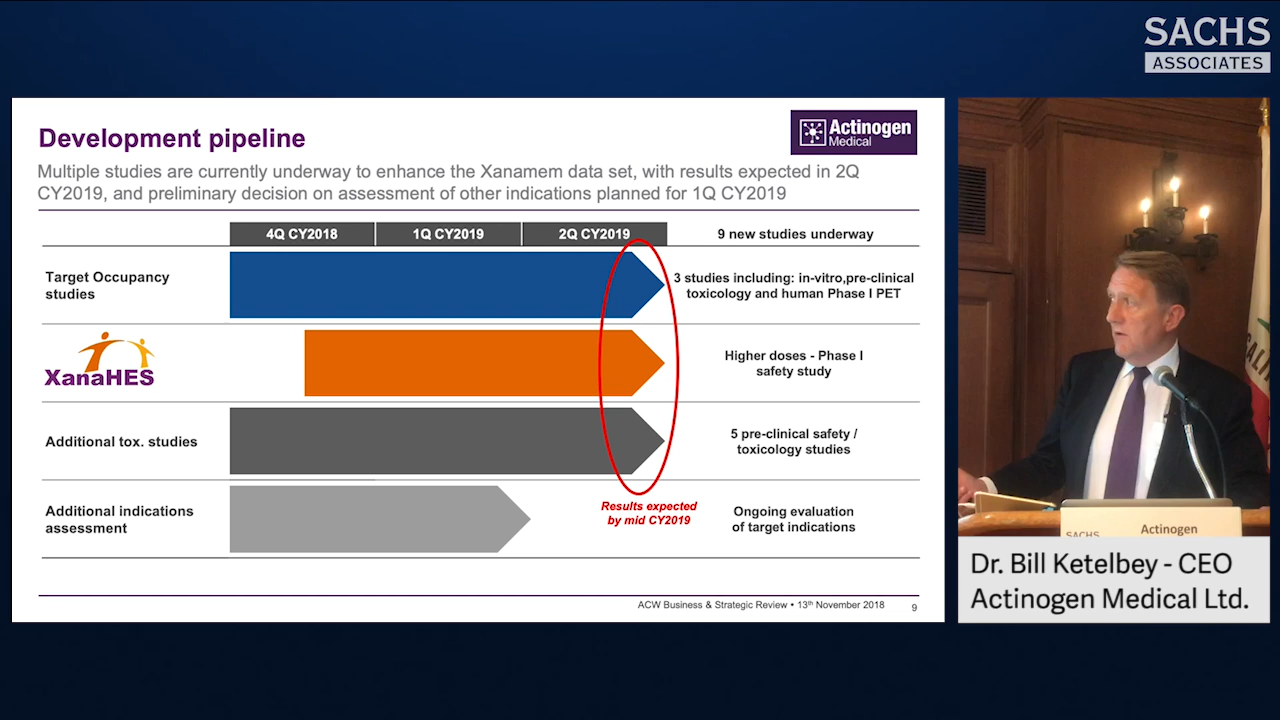 SACHS
ASSOCIATES
Development pipeline
Actinogen
Medical
Multiple studies are currently underway to enhance the Xanamem data set, with results expected in 2Q
CY2019, and preliminary decision on assessment of other indications planned for 1Q CY2019
4Q CY2018 1Q CY2019 2Q CY2019 9 new studies underway
Target Occupancy
studies
3 studies including: in-vitro,pre-clinical
toxicology and human Phase I PET
XanaHES
Higher doses - Phase I
safety study
Additional tox. studies
5 pre-clinical safety /
toxicology studies
Additional indications
assessment
Results expected
by mid CY2019
Ongoing evaluation
of target indications
ACW Business & Strategic Review • 13th November 2018 9
SACHS
Actinogen
Dr. Bill Ketelbey - CEO
Actinogen Medical Ltd.